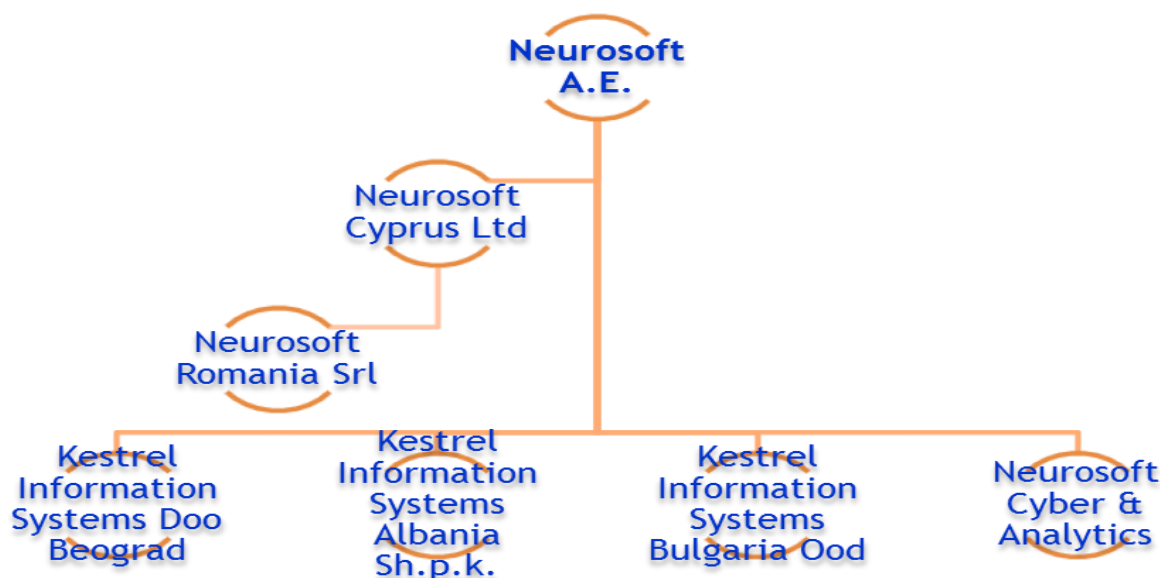 Neurosoft
A.E.
Neurosoft
Cyprus Ltd
Neurosoft
Romania Srl
Kestrel
Information
Systems Doo
Beograd
Kestrel
Information
Systems
Albania
Sh.p.k.
Kestrel
Information
Systems
Bulgaria Ood
Neurosoft
Cyber &
Analytics